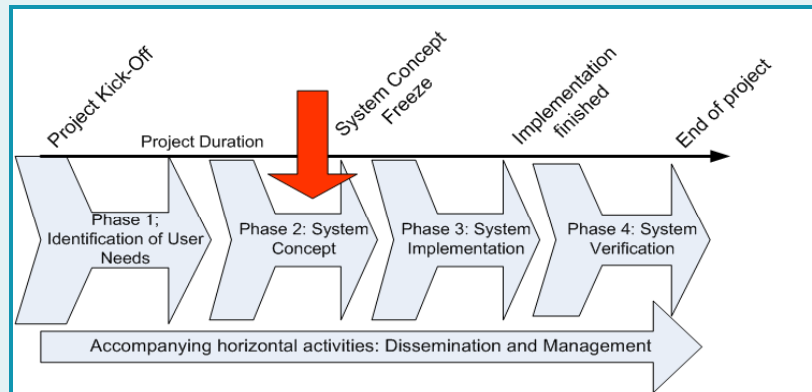 Project Kick-Off
System Concept
Freeze
Implementation
finished
End of project
Project Duration
Phase 1;
Identification of User
Needs
Phase 2: System
Concept
Phase 3: System
Implementation
Phase 4: System
Verification
Accompanying horizontal activities: Dissemination and Management